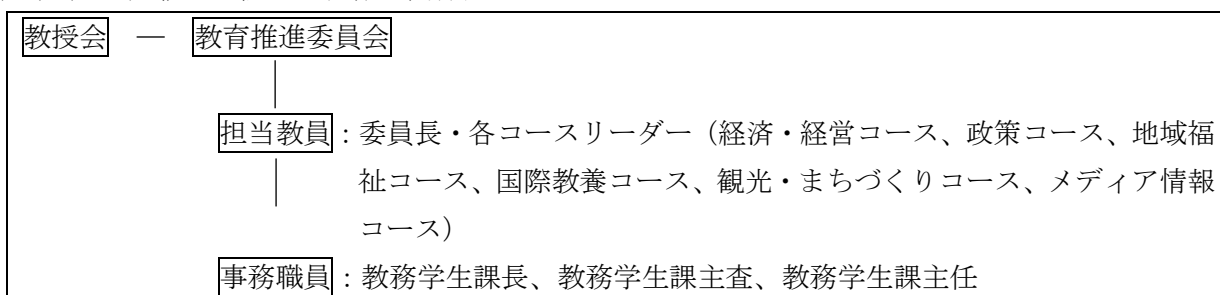 教授会 ― 教育推進委員会
担当教員：委員長・各コースリーダー（経済・経営コース、政策コース、地域福
祉コース、国際教養コース、観光・まちづくりコース、メディア情報
コース）
事務職員：教務学生課長、教務学生課主査、教務学生課主任